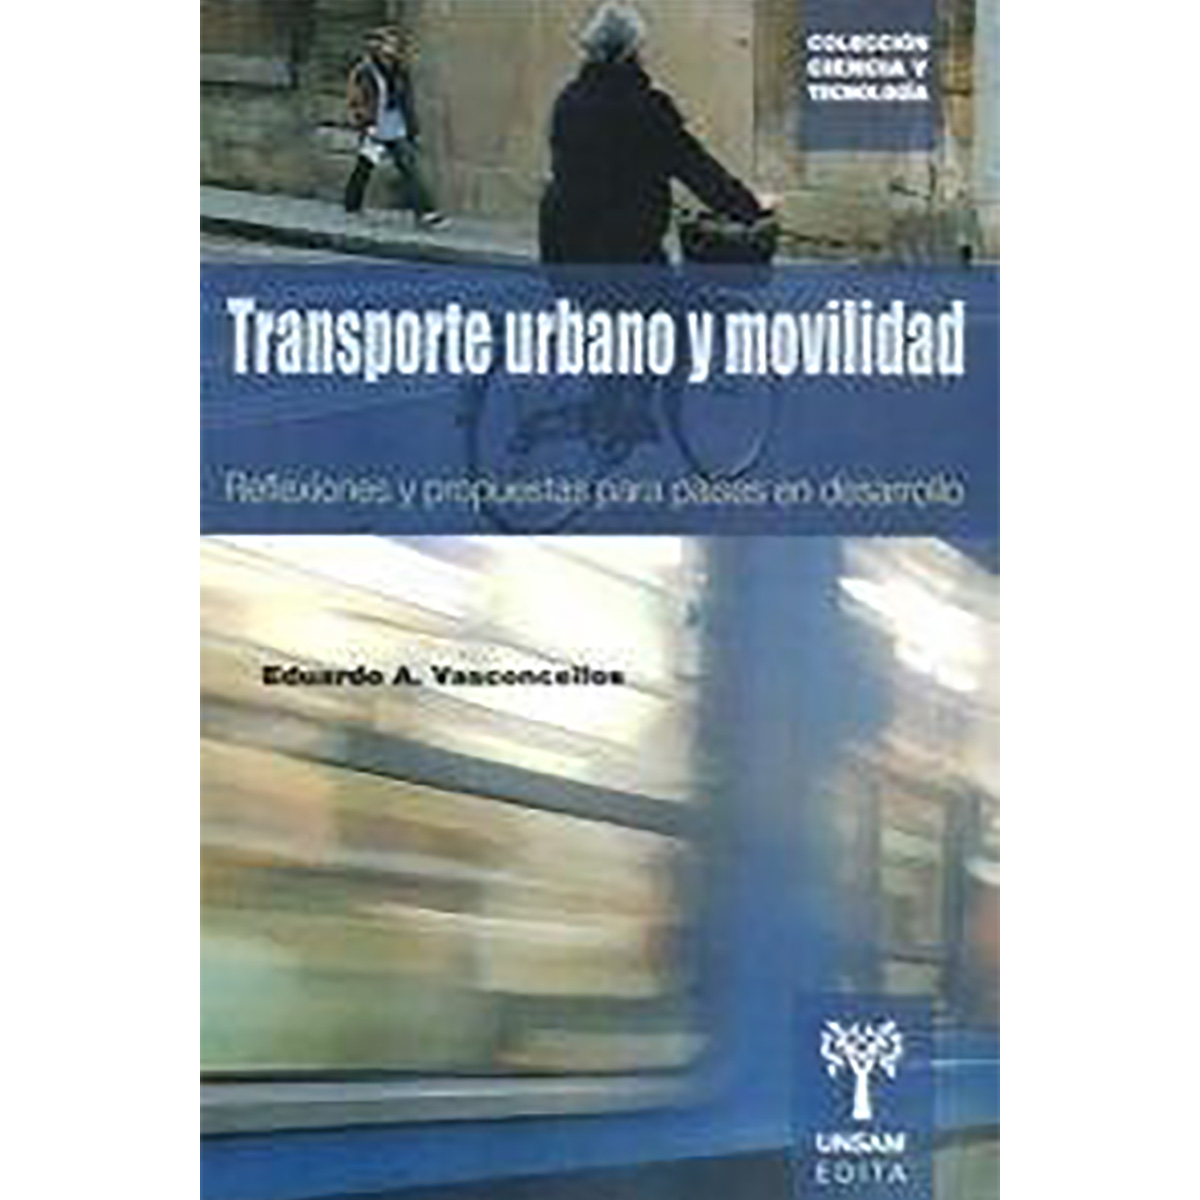 COLECCIÓN
CIENCIA Y
TECNOLOGÍA
Transporte urbano y movilidad
Reflexiones y propuestas para países en desarrollo
Eduardo A. Vasconcellos
UNSAM
EDITA